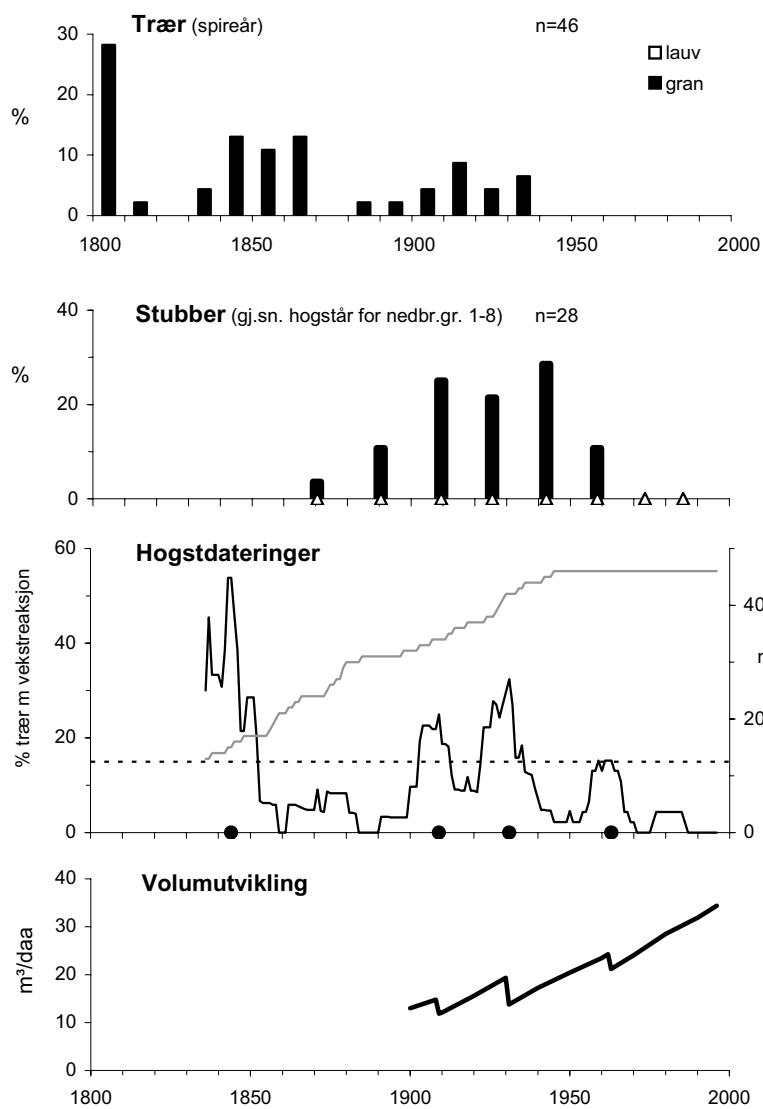 Trær (spireår) n=46
lauv
gran
30
20
10
0
%
1800 1850 1900 1950 2000
Stubber (gj.sn. hogstår for nedbr.gr. 1-8) n=28
40
20
0
%
Hogstdateringer
60
40
20
0
% trær m vekstreaksjon
40
20
0
n
Volumutvikling
40
30
20
10
0
m³/daa
1800 1850 1900 1950 2000